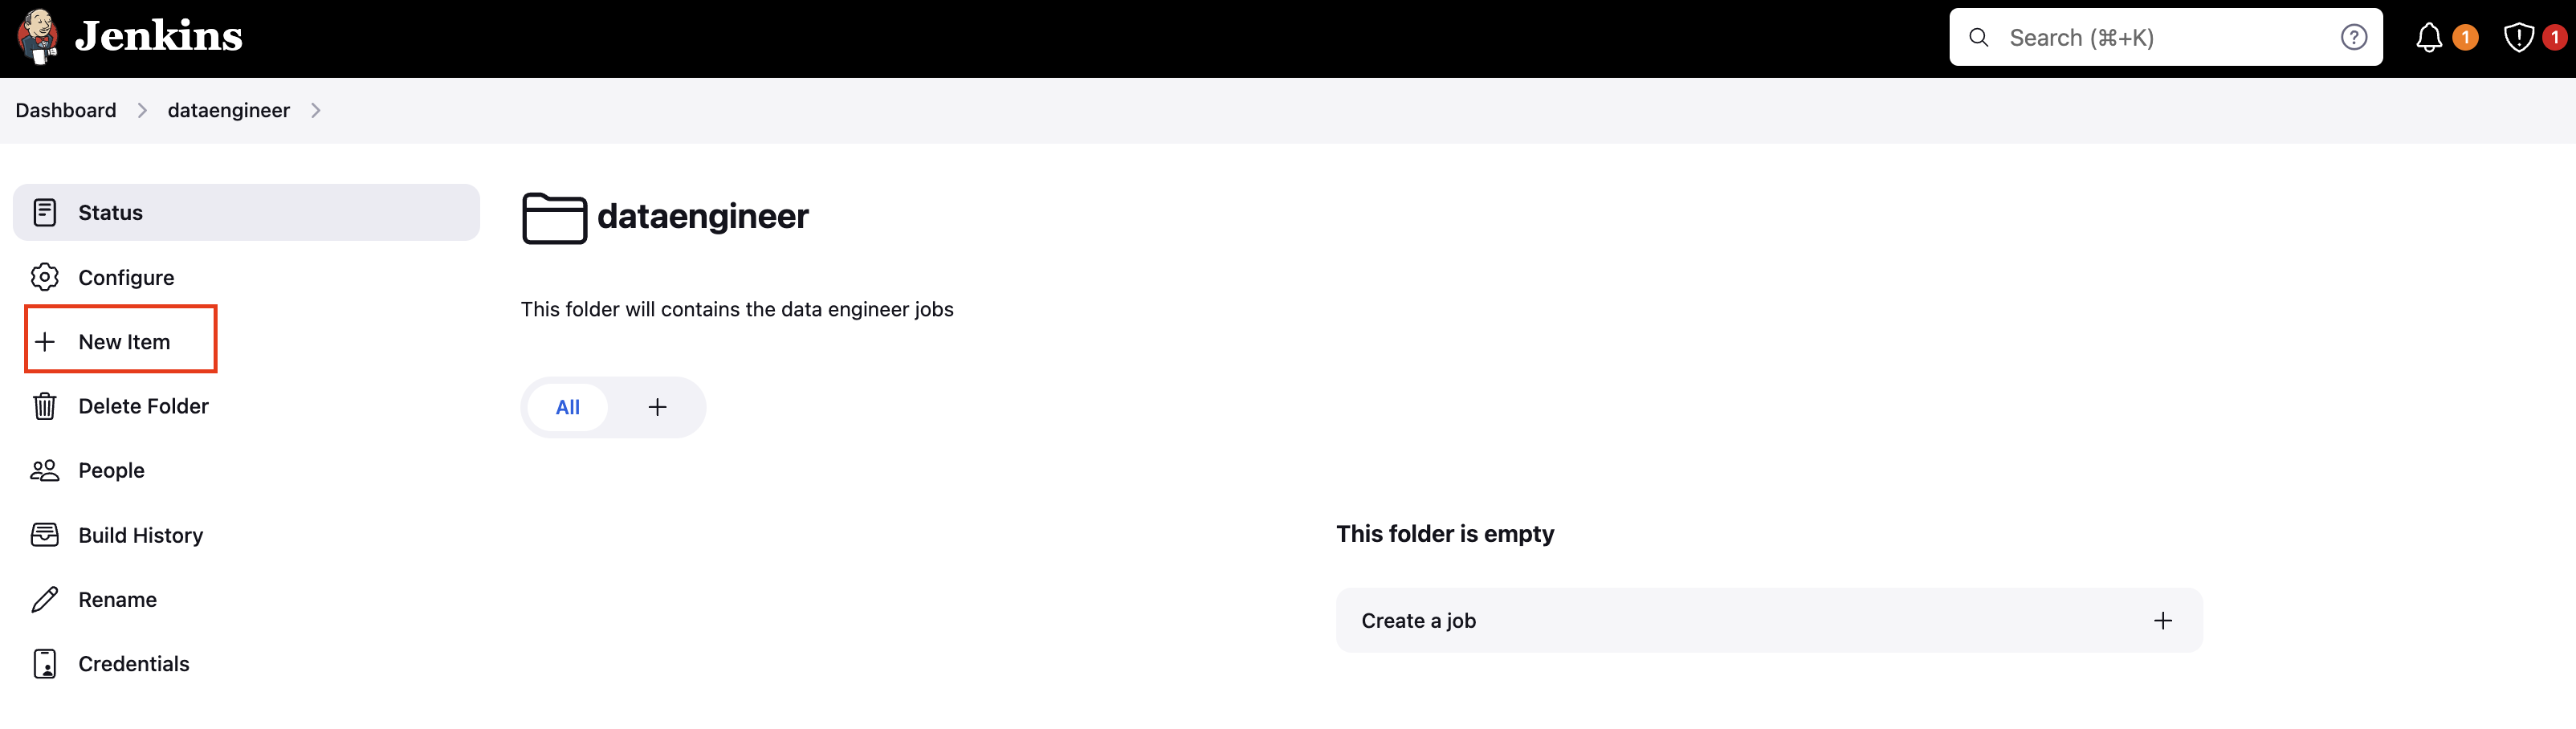 Jenkins
Search (⌘+K)
?
1
1
Dashboard
dataengineer
Status
Configure
New Item
Delete Folder
People
Build History
Rename
Credentials
dataengineer
This folder will contains the data engineer jobs
All +
This folder is empty
Create a job +